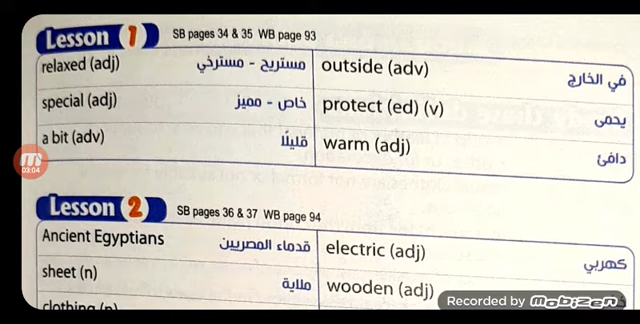 Lesson 1 SB pages 34 & 35 WB page 93
relaxed (adj) مستريح - مسترخي outside (adv) في الخارج
special (adj) خاص - مميز protect (ed) (v) يحمى
a bit (adv) قليلًا warm (adj) دافئ
03:04
Lesson 2 SB pages 36 & 37 WB page 94
Ancient Egyptians قدماء المصريين electric (adj) كهربي
sheet (n) ملاية wooden (adj)
clothing (n)
Recorded by mobizen